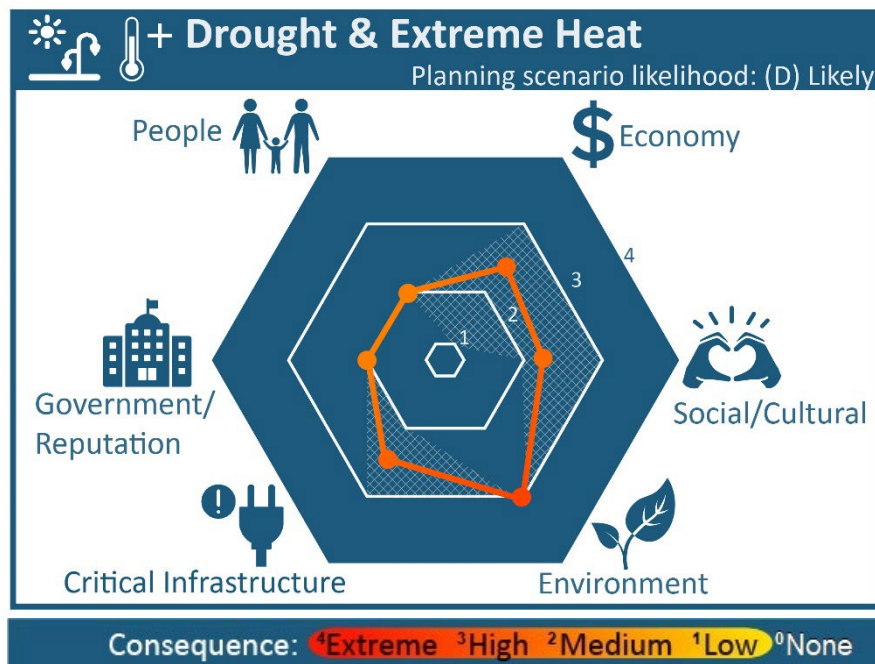 + Drought & Extreme Heat
Planning scenario likelihood: (D) Likely
People
$ Economy
4
3
2
1
Government/
Reputation
Social/Cultural
!
Critical Infrastructure
Environment
Consequence: 4Extreme 3High 2Medium 1Low 0None